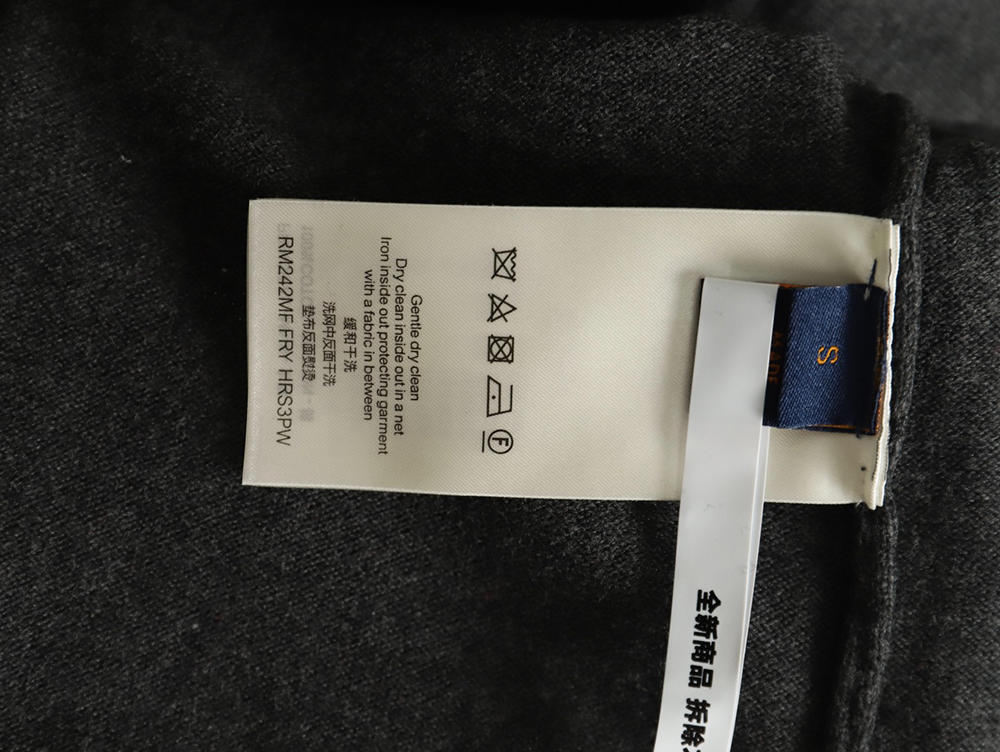 Gentle dry clean
Dry clean inside out in a net
Iron inside out protecting garment
with a fabric in between
缓和干洗
洗网中反面干洗
垫布反面熨烫
RM242MF FRY HRS3PW
F
S
全新商品 拆除